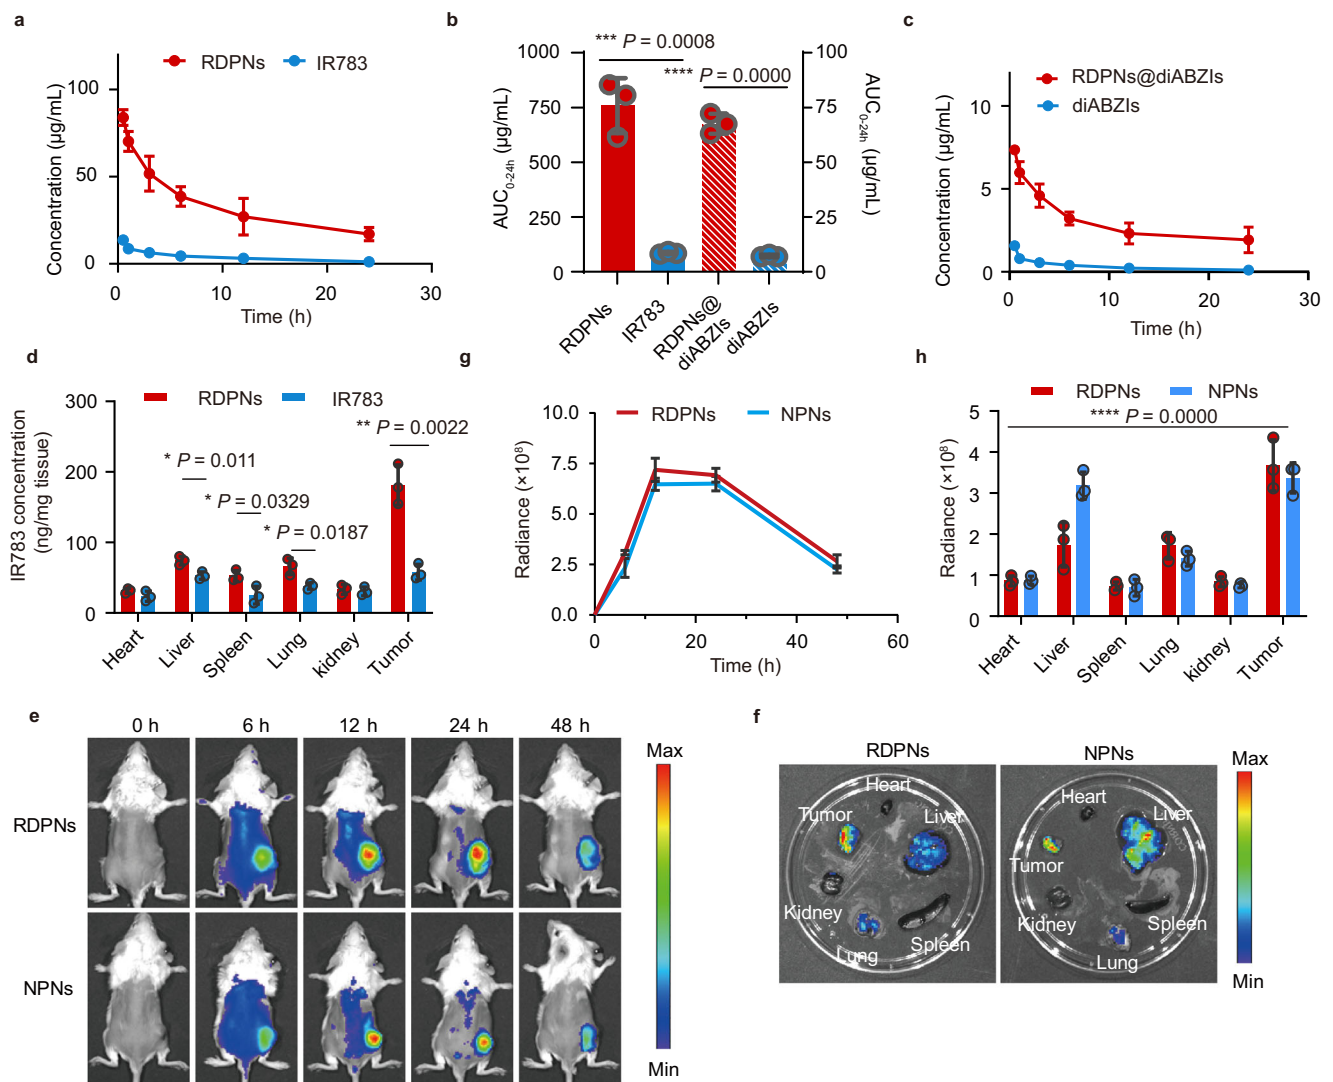 a
RDPNs
IR783
Concentration (µg/mL)
100
50
0
0
10
20
30
Time (h)
b
*** P = 0.0008
**** P = 0.0000
AUC0-24h (µg/mL)
1000
750
500
250
0
AUC0-24h (µg/mL)
100
75
50
25
0
RDPNs
IR783
RDPNs@
diABZIs
diABZIs
c
RDPNs@diABZIs
diABZIs
Concentration (µg/mL)
10
5
0
0
10
20
30
Time (h)
d
RDPNs
IR783
IR783 concentration
(ng/mg tissue)
300
200
100
0
* P = 0.011
* P = 0.0329
* P = 0.0187
** P = 0.0022
Heart
Liver
Spleen
Lung
kidney
Tumor
g
RDPNs
NPNs
Radiance (×10⁸)
10.0
7.5
5.0
2.5
0.0
0
20
40
60
Time (h)
h
RDPNs
NPNs
**** P = 0.0000
Radiance (×10⁸)
5
4
3
2
1
0
Heart
Liver
Spleen
Lung
kidney
Tumor
e
0 h
6 h
12 h
24 h
48 h
RDPNs
NPNs
Max
Min
f
RDPNs
Heart
Tumor
Liver
Kidney
Lung
Spleen
NPNs
Heart
Liver
Tumor
Kidney
Spleen
Lung
Max
Min